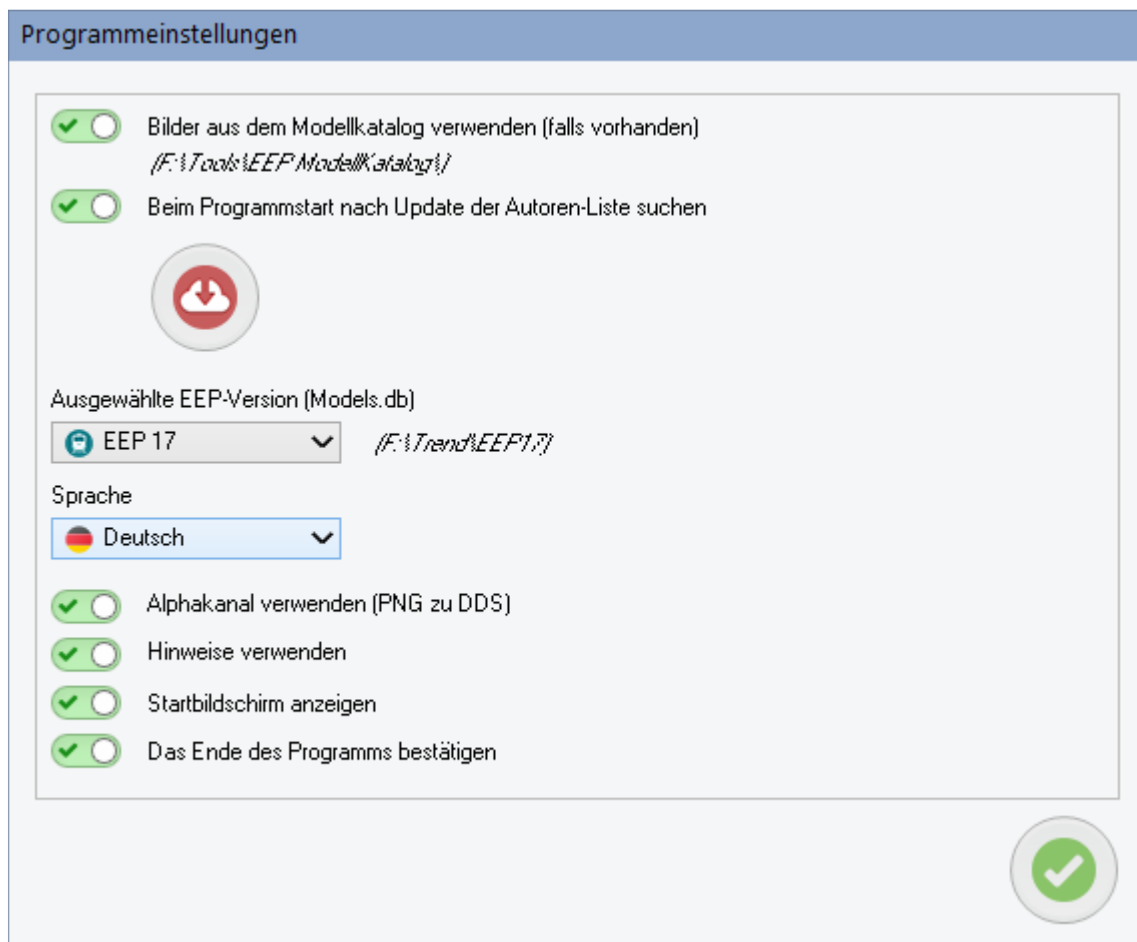 Programmeinstellungen
Bilder aus dem Modellkatalog verwenden (falls vorhanden)
(F:\Tools\EEP ModellKatalog\)
Beim Programmstart nach Update der Autoren-Liste suchen
Ausgewählte EEP-Version (Models.db)
EEP 17 (F:\Trend\EEP17)
Sprache
Deutsch
Alphakanal verwenden (PNG zu DDS)
Hinweise verwenden
Startbildschirm anzeigen
Das Ende des Programms bestätigen